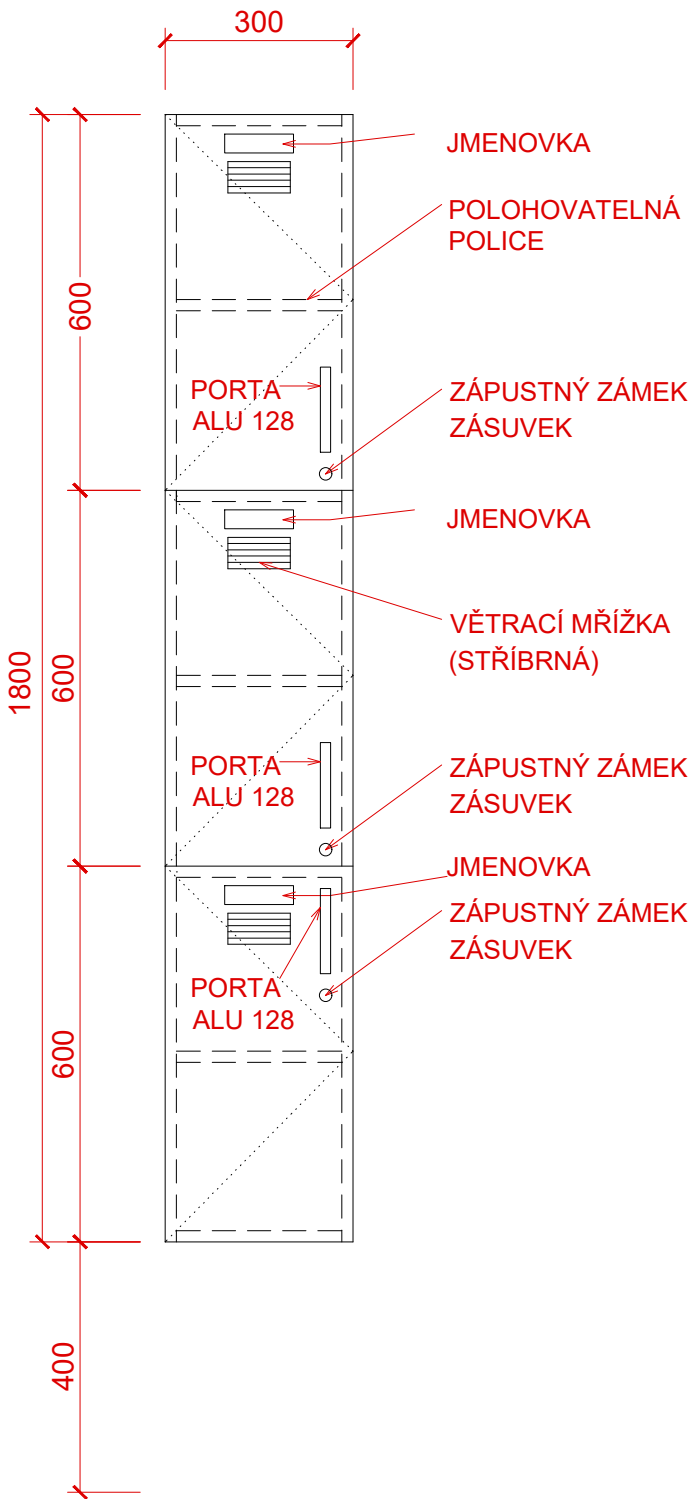 300
JMENOVKA
POLOHOVATELNÁ
POLICE
600
PORTA
ALU 128
ZÁPUSTNÝ ZÁMEK
ZÁSUVEK
JMENOVKA
VĚTRACÍ MŘÍŽKA
(STŘÍBRNÁ)
1800
600
PORTA
ALU 128
ZÁPUSTNÝ ZÁMEK
ZÁSUVEK
JMENOVKA
ZÁPUSTNÝ ZÁMEK
ZÁSUVEK
PORTA
ALU 128
600
400